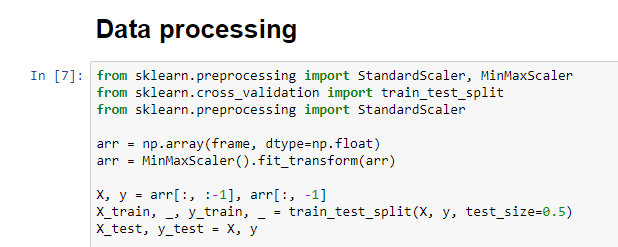 Data processing
In [7]:
from sklearn.preprocessing import StandardScaler, MinMaxScaler
from sklearn.cross_validation import train_test_split
from sklearn.preprocessing import StandardScaler
arr = np.array(frame, dtype=np.float)
arr = MinMaxScaler().fit_transform(arr)
X, y = arr[:, :-1], arr[:, -1]
X_train, _, y_train, _ = train_test_split(X, y, test_size=0.5)
X_test, y_test = X, y